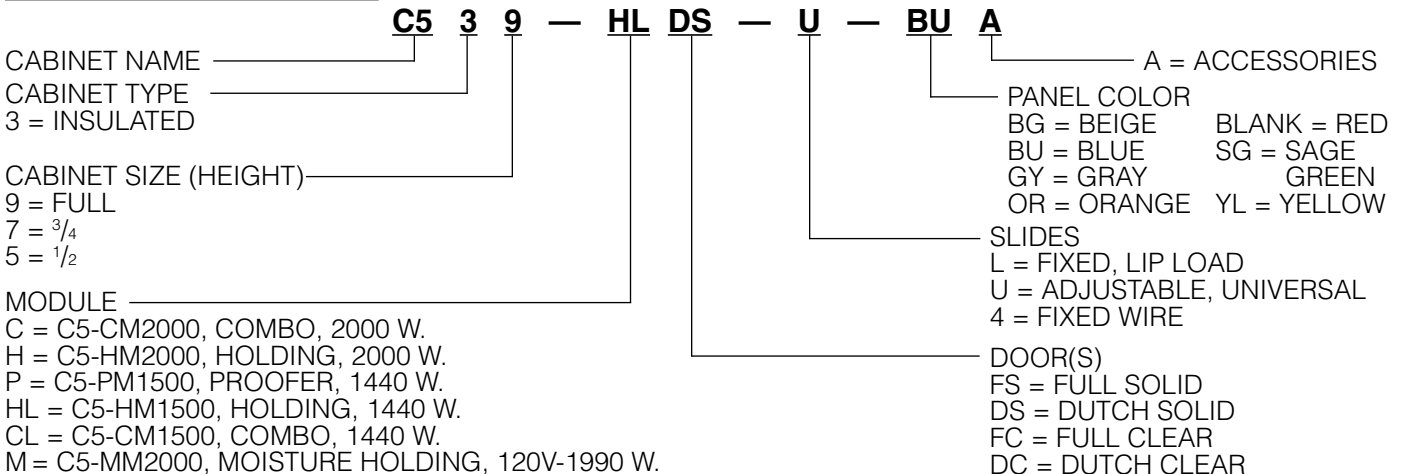 C5 3 9 — HL DS — U — BU A
CABINET NAME
CABINET TYPE
3 = INSULATED
CABINET SIZE (HEIGHT)
9 = FULL
7 = 3/4
5 = 1/2
MODULE
C = C5-CM2000, COMBO, 2000 W.
H = C5-HM2000, HOLDING, 2000 W.
P = C5-PM1500, PROOFER, 1440 W.
HL = C5-HM1500, HOLDING, 1440 W.
CL = C5-CM1500, COMBO, 1440 W.
M = C5-MM2000, MOISTURE HOLDING, 120V-1990 W.
A = ACCESSORIES
PANEL COLOR
BG = BEIGE BLANK = RED
BU = BLUE SG = SAGE
GY = GRAY GREEN
OR = ORANGE YL = YELLOW
SLIDES
L = FIXED, LIP LOAD
U = ADJUSTABLE, UNIVERSAL
4 = FIXED WIRE
DOOR(S)
FS = FULL SOLID
DS = DUTCH SOLID
FC = FULL CLEAR
DC = DUTCH CLEAR